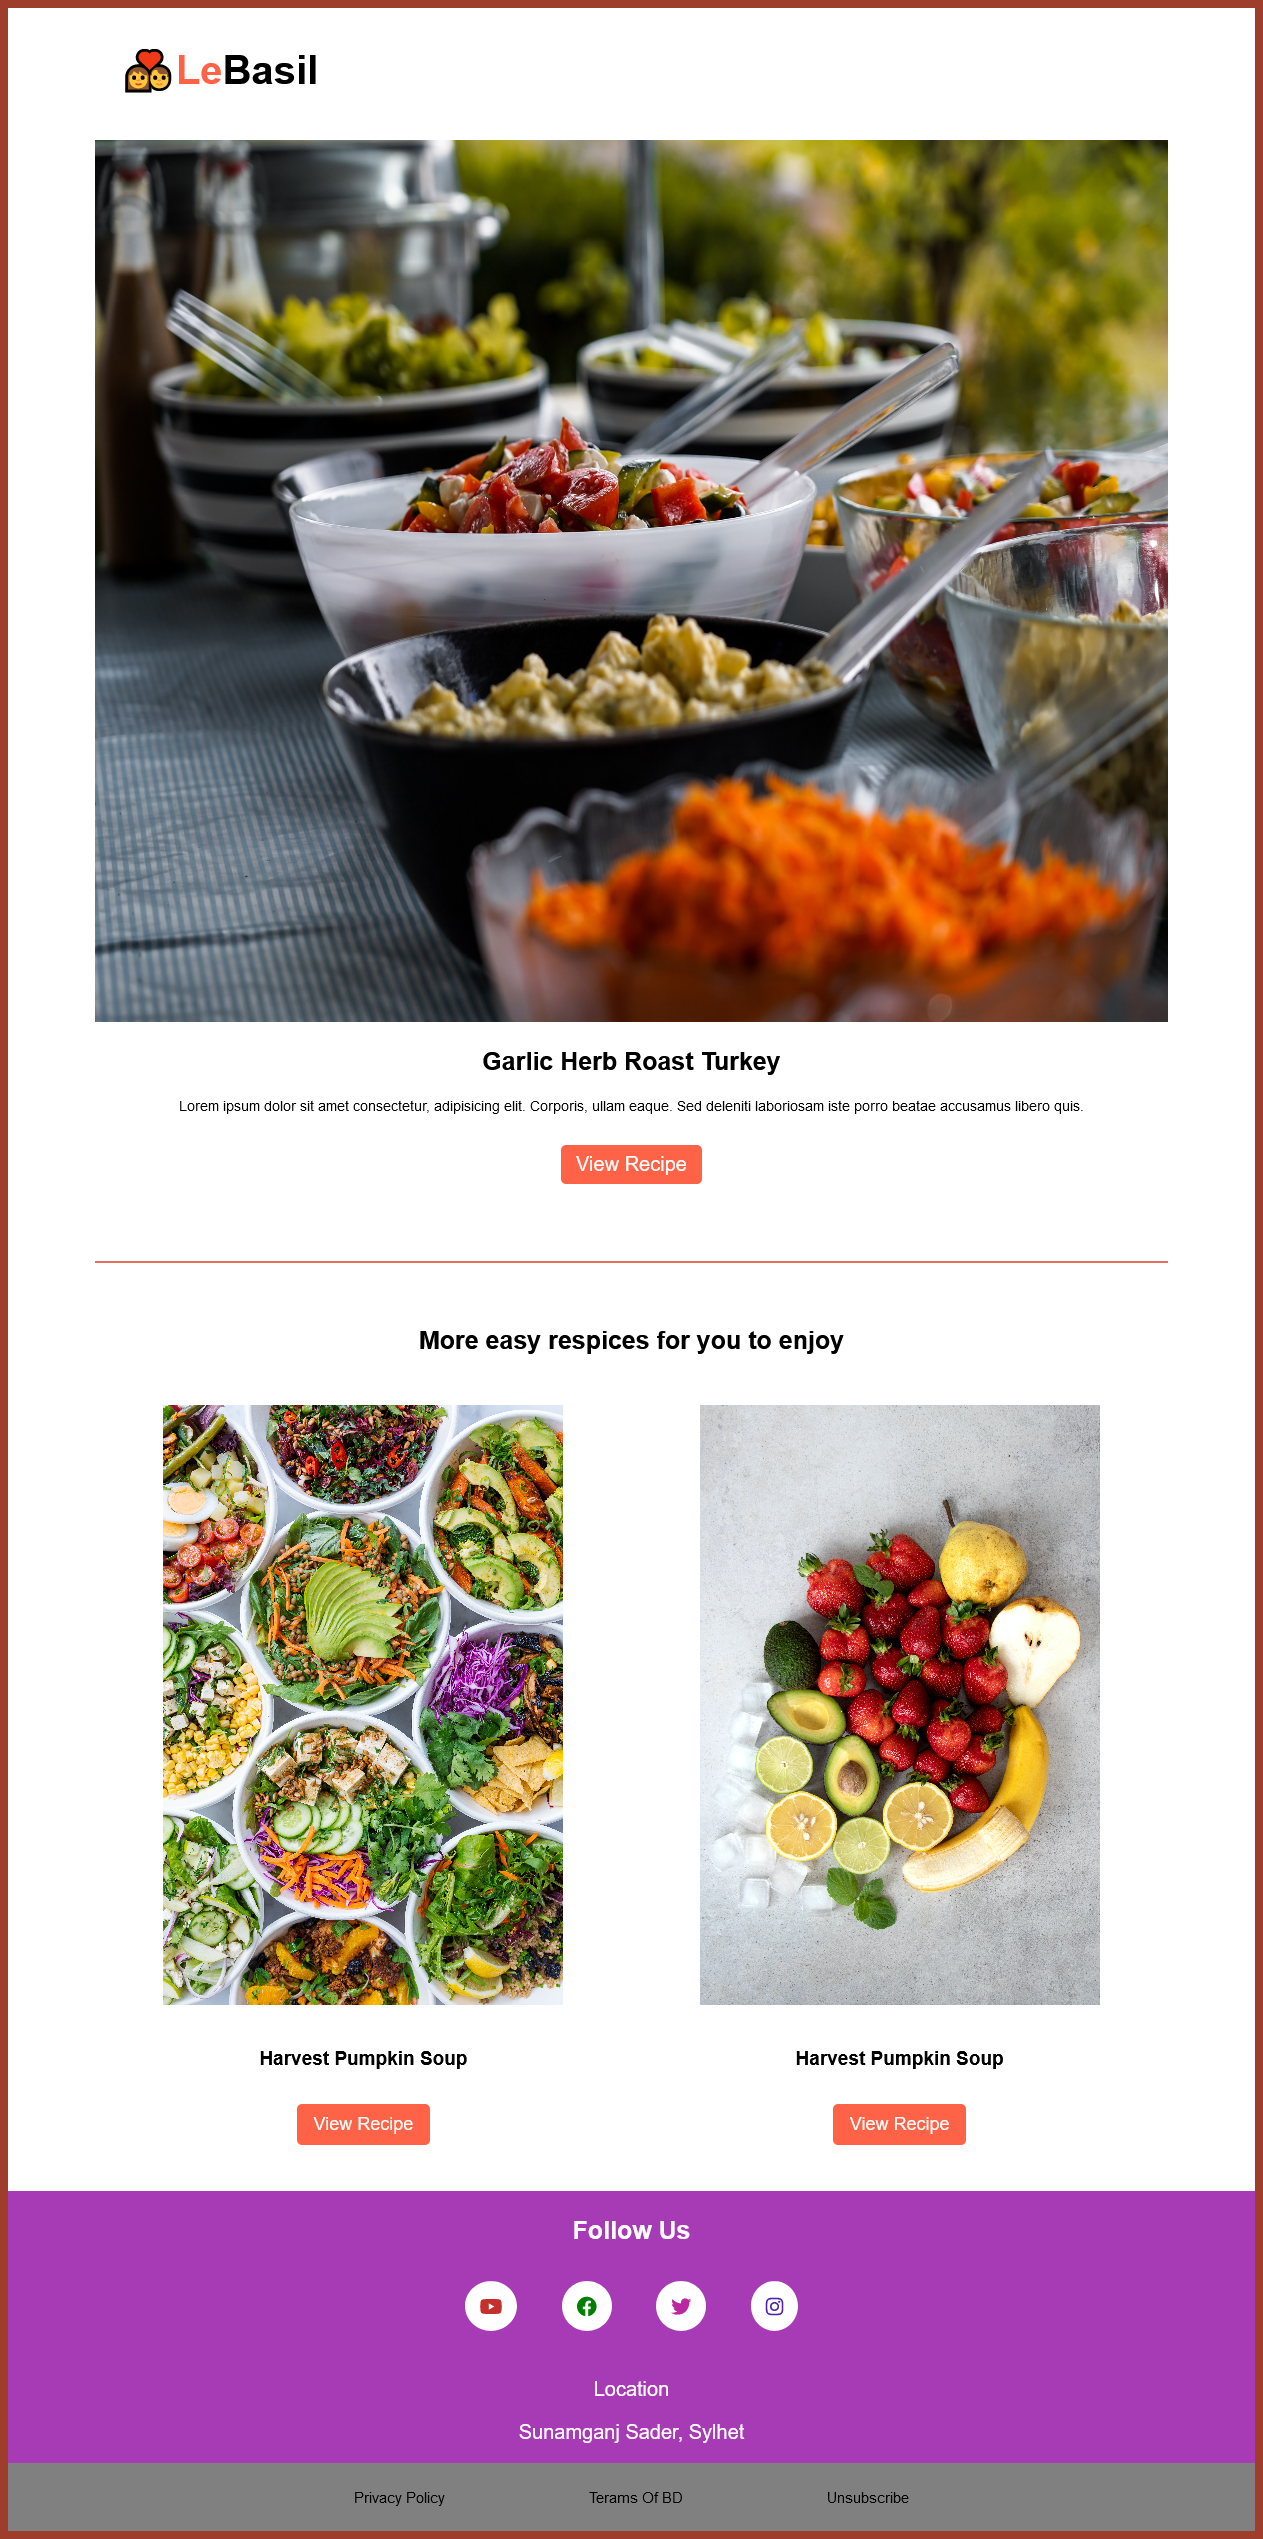 LeBasil
Garlic Herb Roast Turkey
Lorem ipsum dolor sit amet consectetur, adipisicing elit. Corporis, ullam eaque. Sed deleniti laboriosam iste porro beatae accusamus libero quis.
View Recipe
More easy respices for you to enjoy
Harvest Pumpkin Soup
View Recipe
Harvest Pumpkin Soup
View Recipe
Follow Us
Location
Sunamganj Sader, Sylhet
Privacy Policy Terams Of BD Unsubscribe